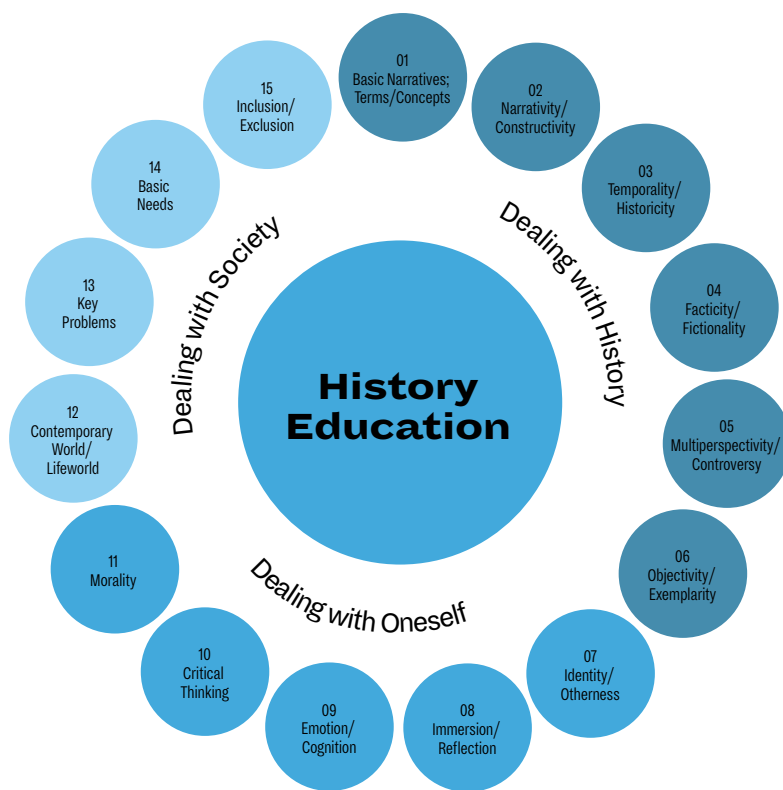 History
Education
Dealing with History
01
Basic Narratives;
Terms/Concepts
02
Narrativity/
Constructivity
03
Temporality/
Historicity
04
Facticity/
Fictionality
05
Multiperspectivity/
Controversy
06
Objectivity/
Exemplarity
Dealing with Oneself
07
Identity/
Otherness
08
Immersion/
Reflection
09
Emotion/
Cognition
10
Critical
Thinking
11
Morality
Dealing with Society
12
Contemporary
World/
Lifeworld
13
Key
Problems
14
Basic
Needs
15
Inclusion/
Exclusion